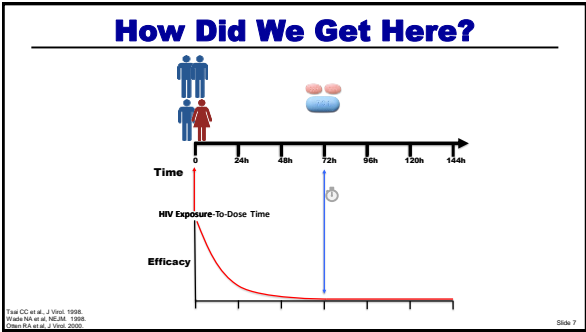 How Did We Get Here?
0 24h 48h 72h 96h 120h 144h
Time
HIV Exposure-To-Dose Time
Efficacy
Tsai CC et al., J Virol. 1998.
Wade NA et al, NEJM. 1998.
Otten RA et al, J Virol. 2000.
Slide 7